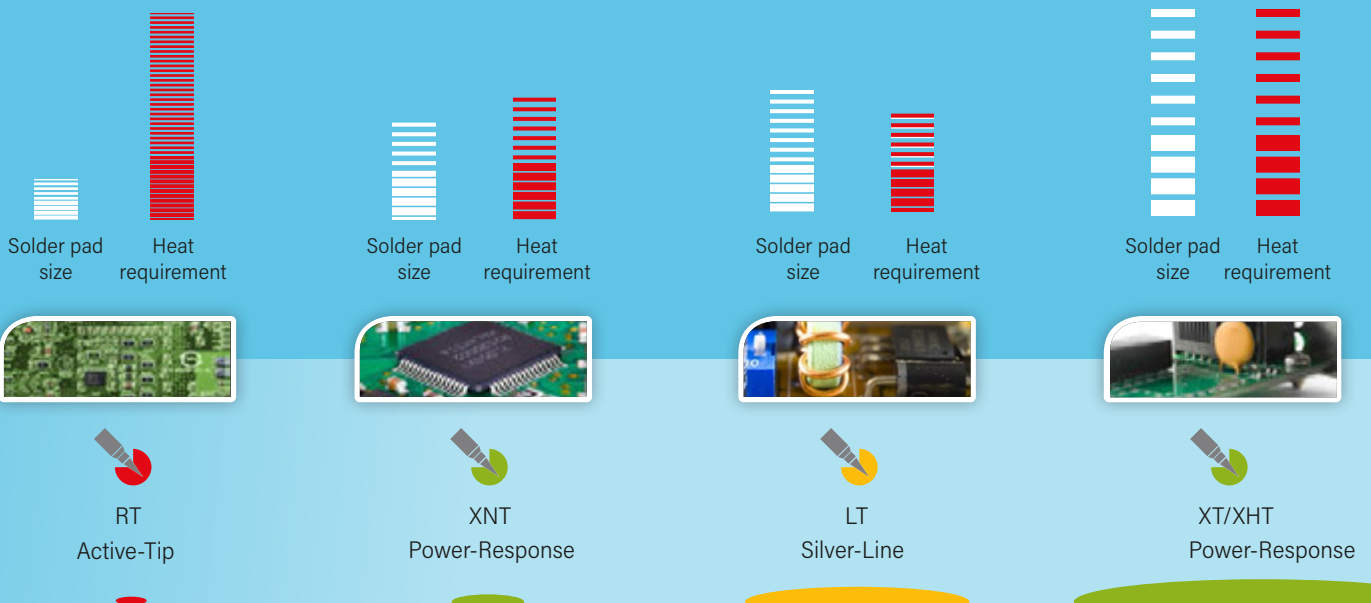 Solder pad
size
Heat
requirement
Solder pad
size
Heat
requirement
Solder pad
size
Heat
requirement
Solder pad
size
Heat
requirement
RT
Active-Tip
XNT
Power-Response
LT
Silver-Line
XT/XHT
Power-Response